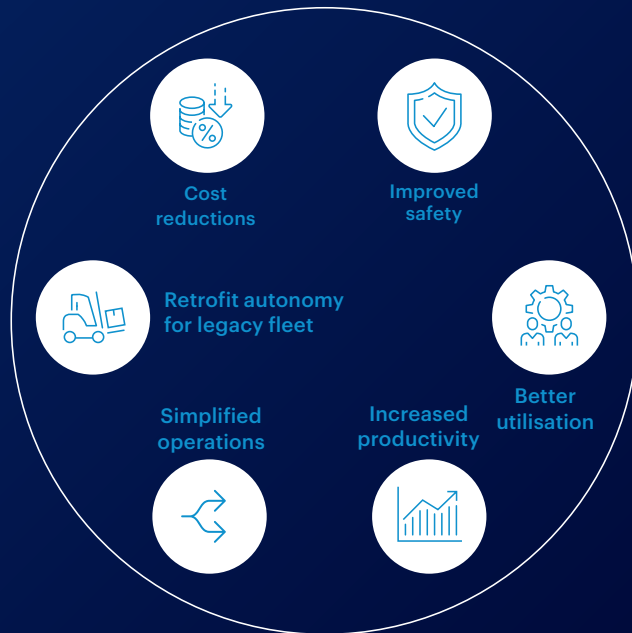 Cost
reductions
Improved
safety
Retrofit autonomy
for legacy fleet
Better
utilisation
Simplified
operations
Increased
productivity
%